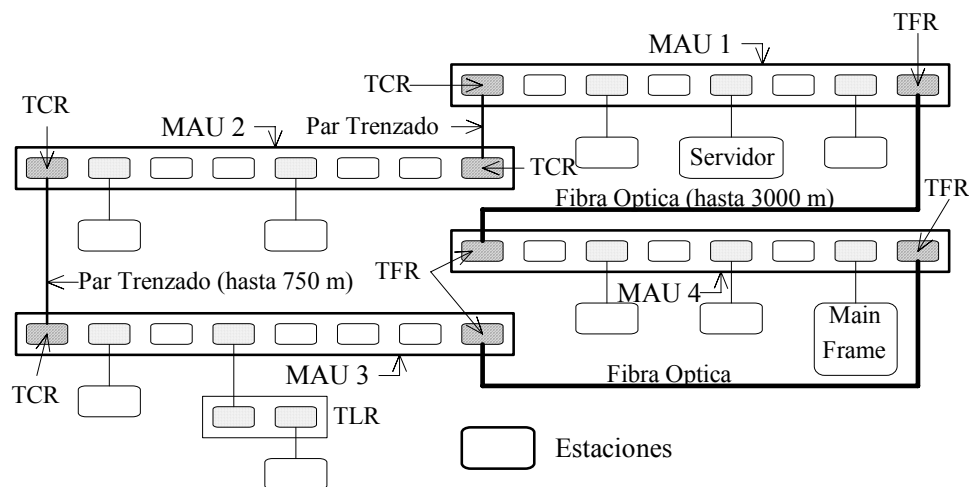 TFR
MAU 1
TCR
TCR
MAU 2
Par Trenzado
TCR
Servidor
TFR
Fibra Optica (hasta 3000 m)
TFR
Par Trenzado (hasta 750 m)
MAU 4
Main
Frame
TCR
MAU 3
Fibra Optica
TLR
Estaciones